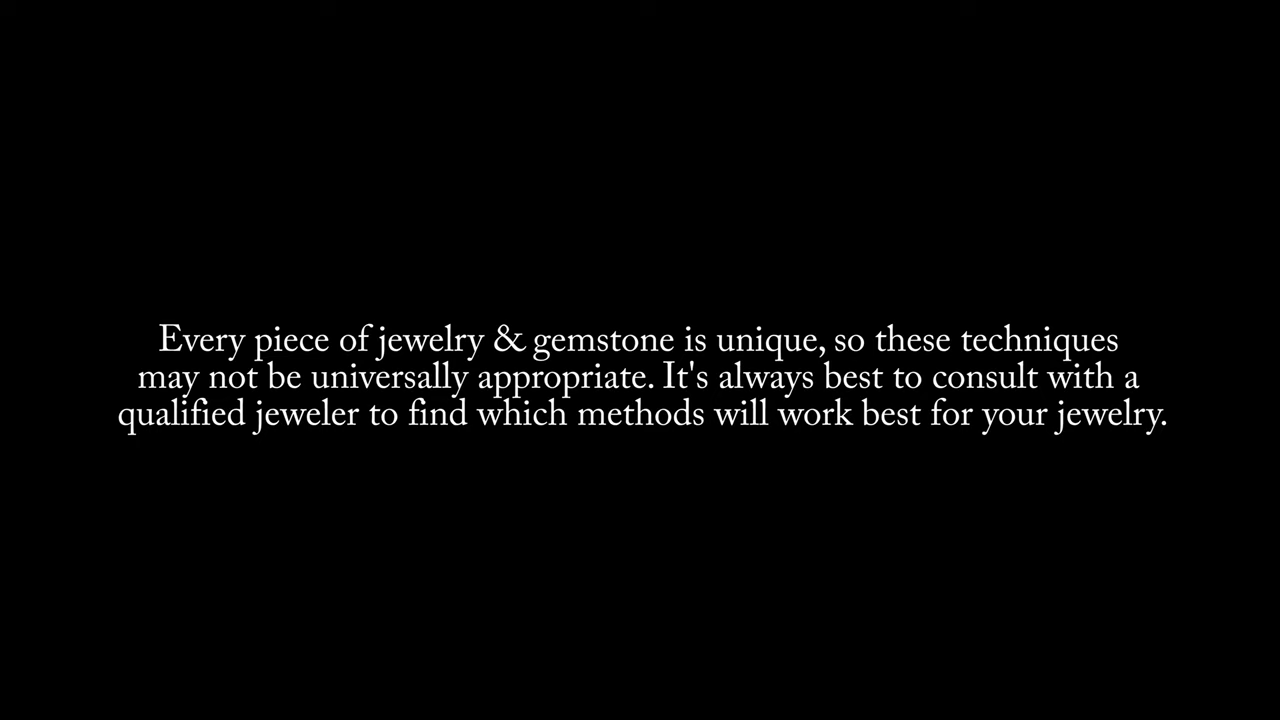 Every piece of jewelry & gemstone is unique, so these techniques
may not be universally appropriate. It's always best to consult with a
qualified jeweler to find which methods will work best for your jewelry.